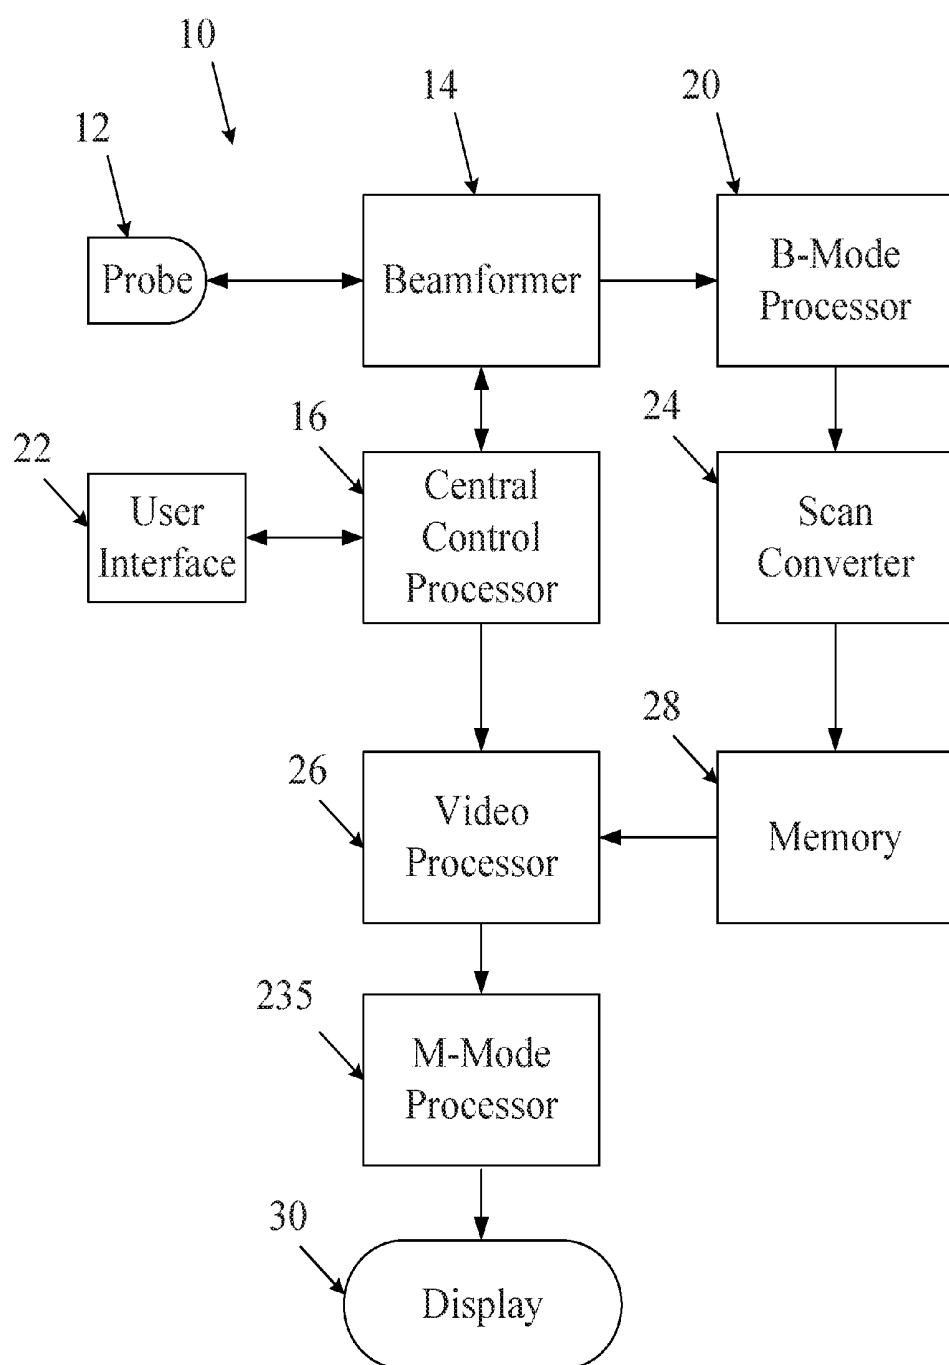 10
12
14
20
Probe
Beamformer
B-Mode
Processor
16
24
22
User
Interface
Central
Control
Processor
Scan
Converter
26
28
Video
Processor
Memory
235
M-Mode
Processor
30
Display